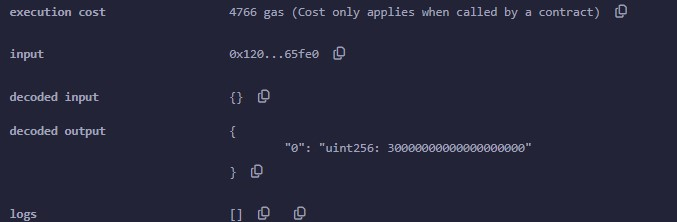 execution cost 4766 gas (Cost only applies when called by a contract)
input 0x120...65fe0
decoded input {}
decoded output {
"0": "uint256: 30000000000000000000"
}
logs []